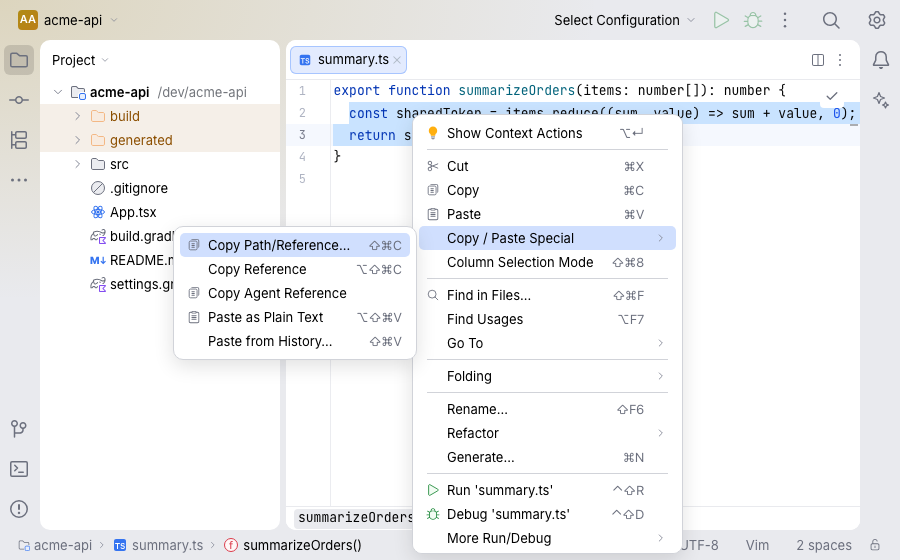 AA acme-api
Select Configuration
Project
summary.ts
acme-api /dev/acme-api
build
generated
src
.gitignore
App.tsx
build.grad
README.m
settings.gr
1 export function summarizeOrders(items: number[]): number {
2 const sharedToken = items.reduce((sum, value) => sum + value, 0);
3 return s
4 }
5
Show Context Actions ⌥↵
Cut ⌘X
Copy ⌘C
Paste ⌘V
Copy / Paste Special
Column Selection Mode ⇧⌘8
Find in Files... ⇧⌘F
Find Usages ⌥F7
Go To
Folding
Rename... ⇧F6
Refactor
Generate... ⌘N
Run 'summary.ts' ⌃⇧R
Debug 'summary.ts' ⌃⇧D
More Run/Debug
Copy Path/Reference... ⇧⌘C
Copy Reference ⌥⇧⌘C
Copy Agent Reference
Paste as Plain Text ⌥⇧⌘V
Paste from History... ⇧⌘V
summarizeOrders
acme-api
summary.ts
summarizeOrders()
UTF-8
Vim
2 spaces